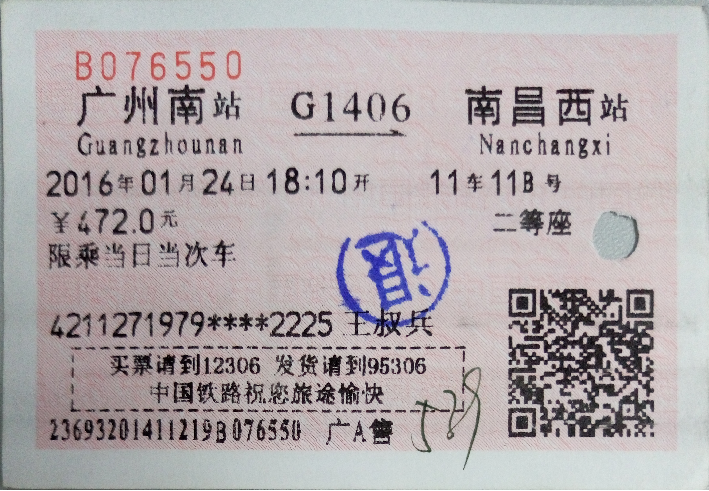 B076550
广州南站 G1406 南昌西站
Guangzhounan Nanchangxi
2016年01月24日 18:10开 11车11B号
￥472.0元 二等座
限乘当日当次车
退
4211271979****2225 王叔兵
买票请到12306 发货请到95306
中国铁路祝您旅途愉快
23693201411219B076550 广A售
529